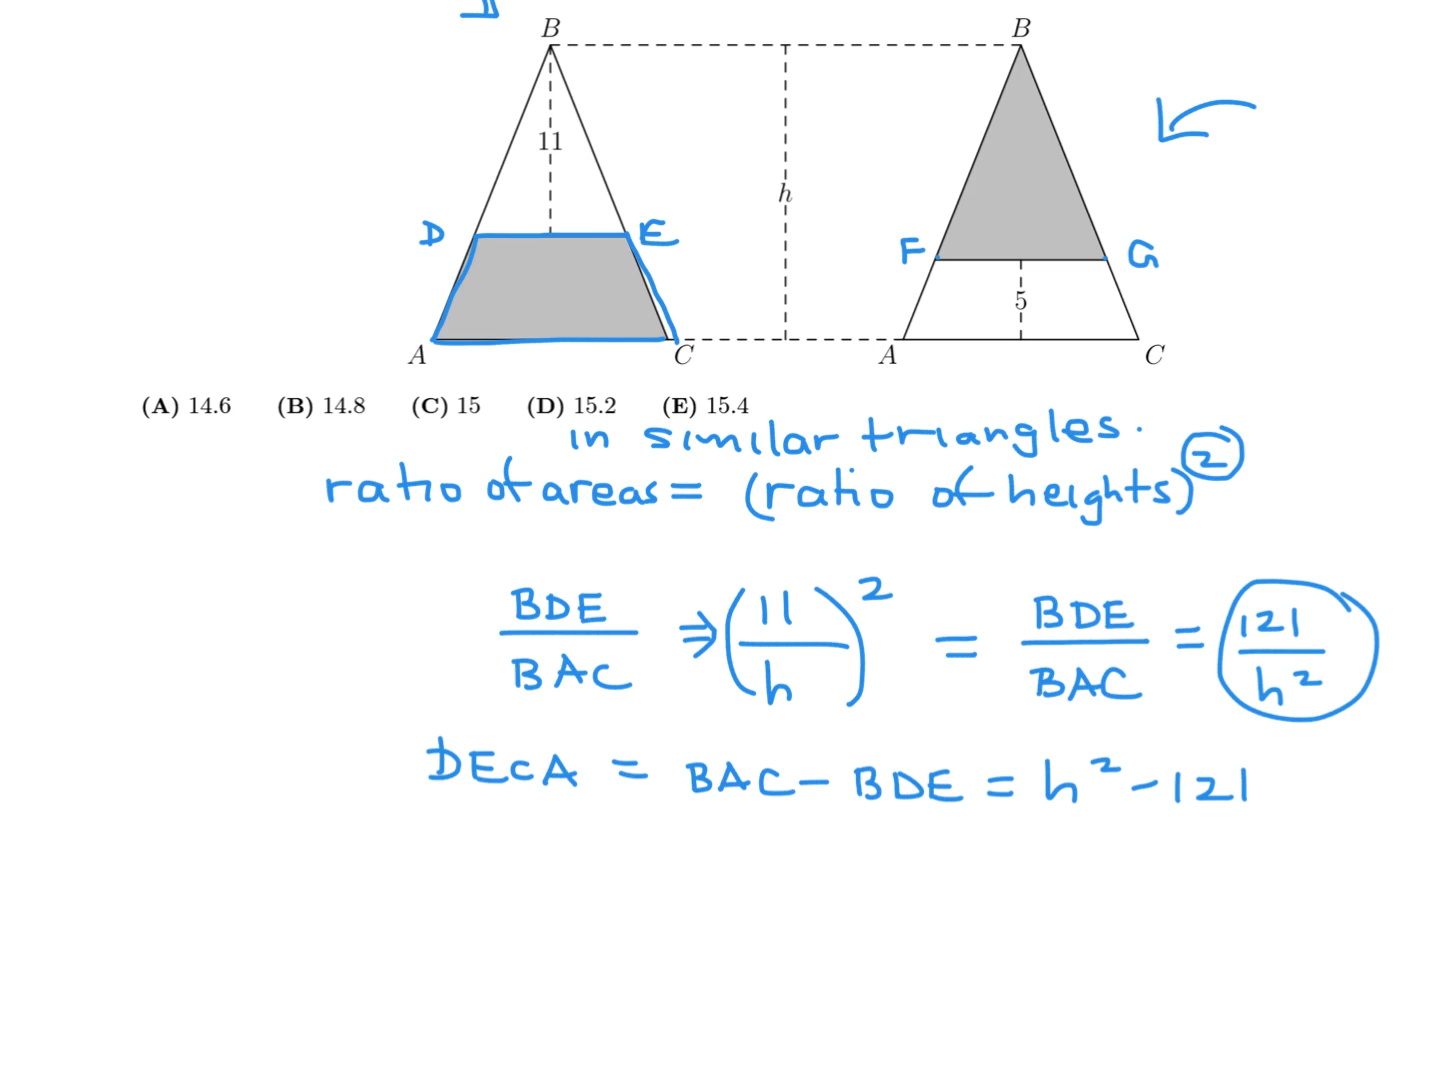 B B
11
h
D E F G
5
A C A C
(A) 14.6 (B) 14.8 (C) 15 (D) 15.2 (E) 15.4
in similar triangles.
ratio of areas = (ratio of heights)²
BDE/BAC ⇒ (11/h)² = BDE/BAC = 121/h²
DECA = BAC - BDE = h² - 121